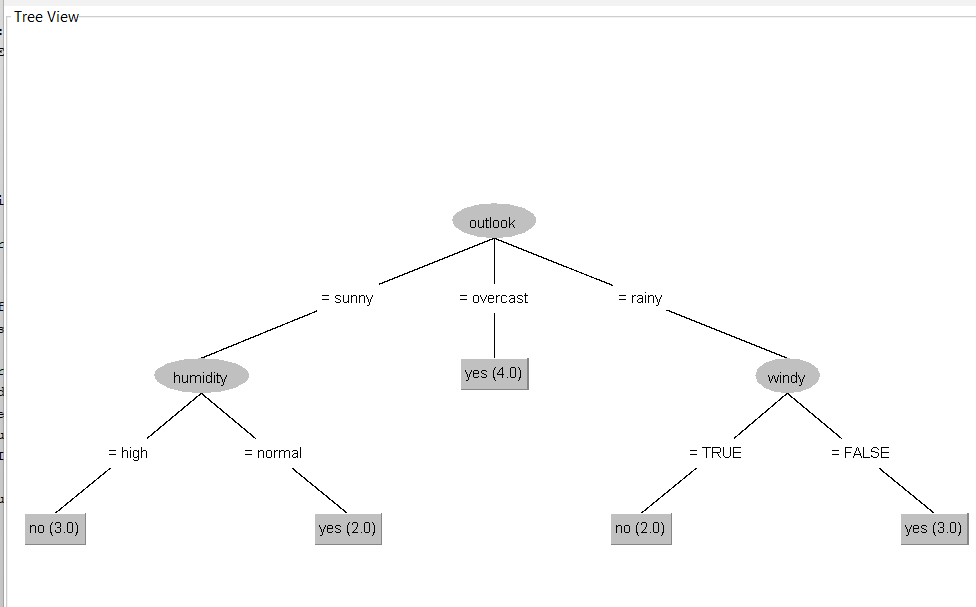 Tree View
outlook
= sunny
= overcast
= rainy
humidity
yes (4.0)
windy
= high
= normal
= TRUE
= FALSE
no (3.0)
yes (2.0)
no (2.0)
yes (3.0)